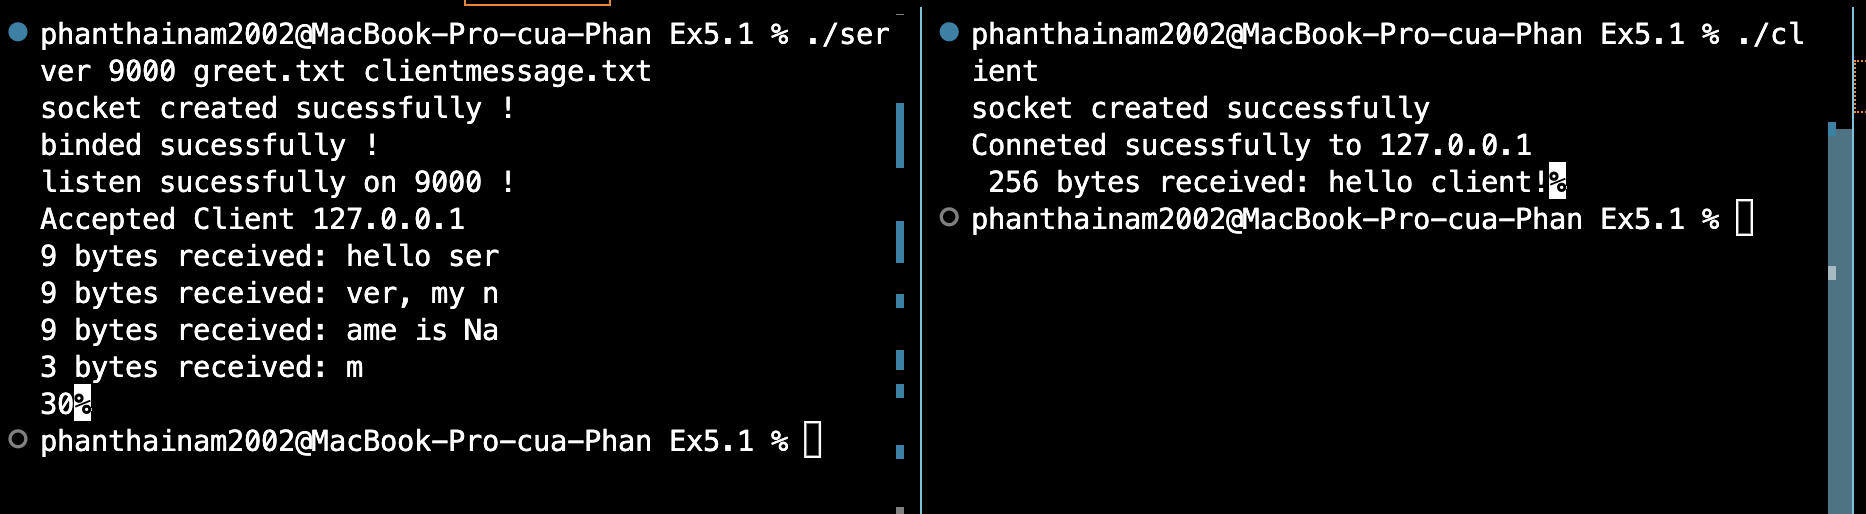 phanthainam2002@MacBook-Pro-cua-Phan Ex5.1 % ./ser
ver 9000 greet.txt clientmessage.txt
socket created sucessfully !
binded sucessfully !
listen sucessfully on 9000 !
Accepted Client 127.0.0.1
9 bytes received: hello ser
9 bytes received: ver, my n
9 bytes received: ame is Na
3 bytes received: m
30%
phanthainam2002@MacBook-Pro-cua-Phan Ex5.1 %
phanthainam2002@MacBook-Pro-cua-Phan Ex5.1 % ./cl
ient
socket created successfully
Conneted sucessfully to 127.0.0.1
256 bytes received: hello client!%
phanthainam2002@MacBook-Pro-cua-Phan Ex5.1 %